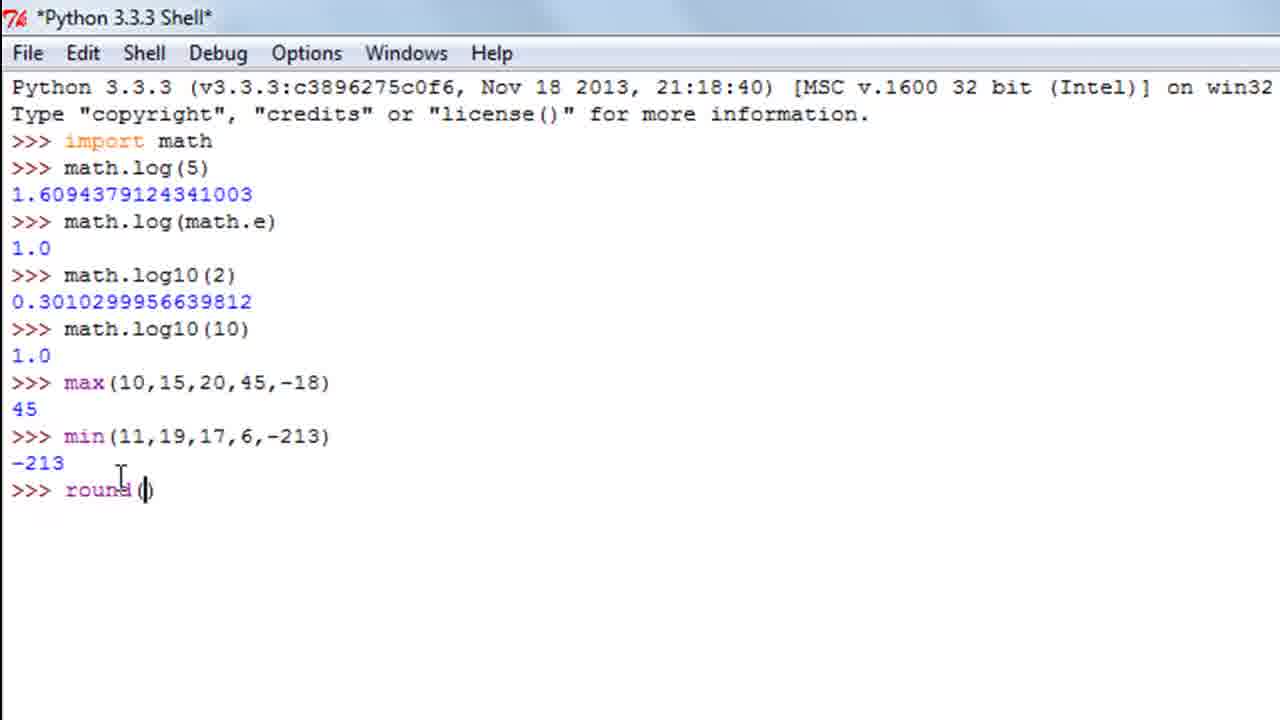 *Python 3.3.3 Shell*
File Edit Shell Debug Options Windows Help
Python 3.3.3 (v3.3.3:c3896275c0f6, Nov 18 2013, 21:18:40) [MSC v.1600 32 bit (Intel)] on win32
Type "copyright", "credits" or "license()" for more information.
>>> import math
>>> math.log(5)
1.6094379124341003
>>> math.log(math.e)
1.0
>>> math.log10(2)
0.3010299956639812
>>> math.log10(10)
1.0
>>> max(10,15,20,45,-18)
45
>>> min(11,19,17,6,-213)
-213
>>> round()